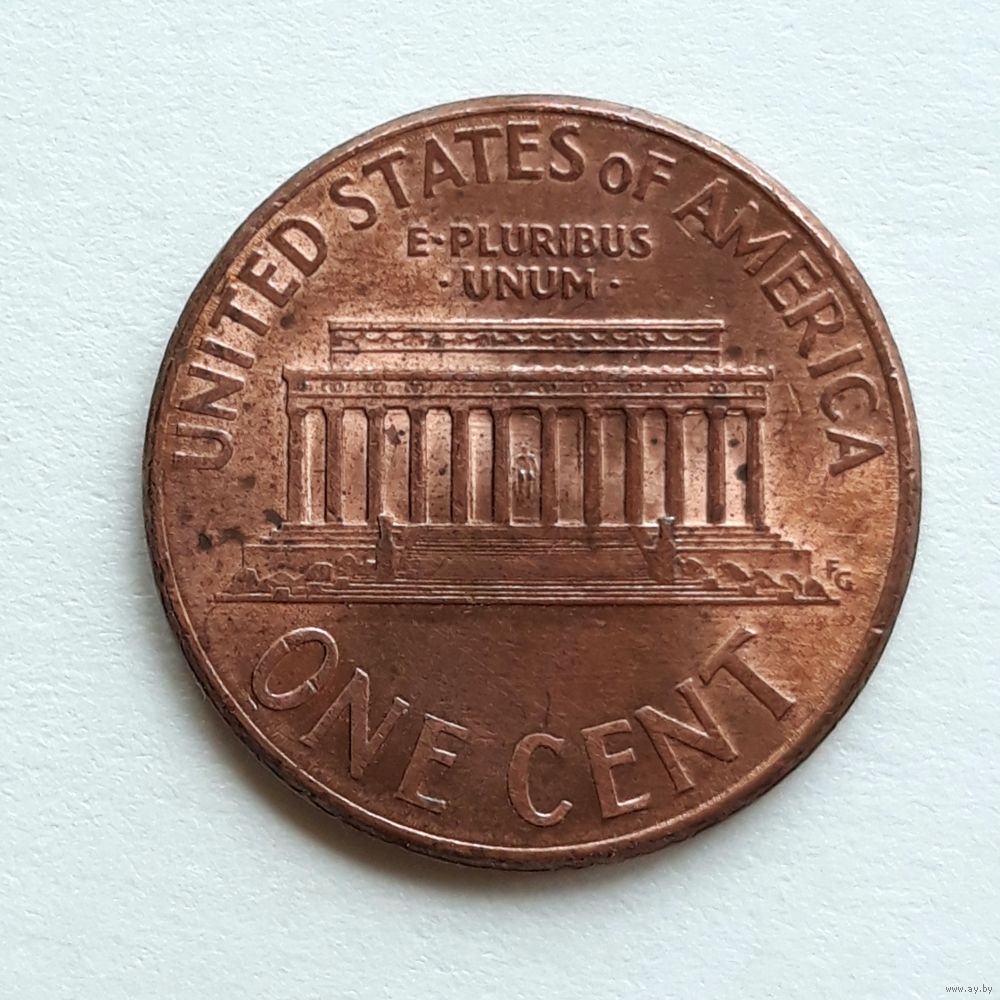 UNITED STATES OF AMERICA
E·PLURIBUS
·UNUM·
FG
ONE CENT
www.ay.by